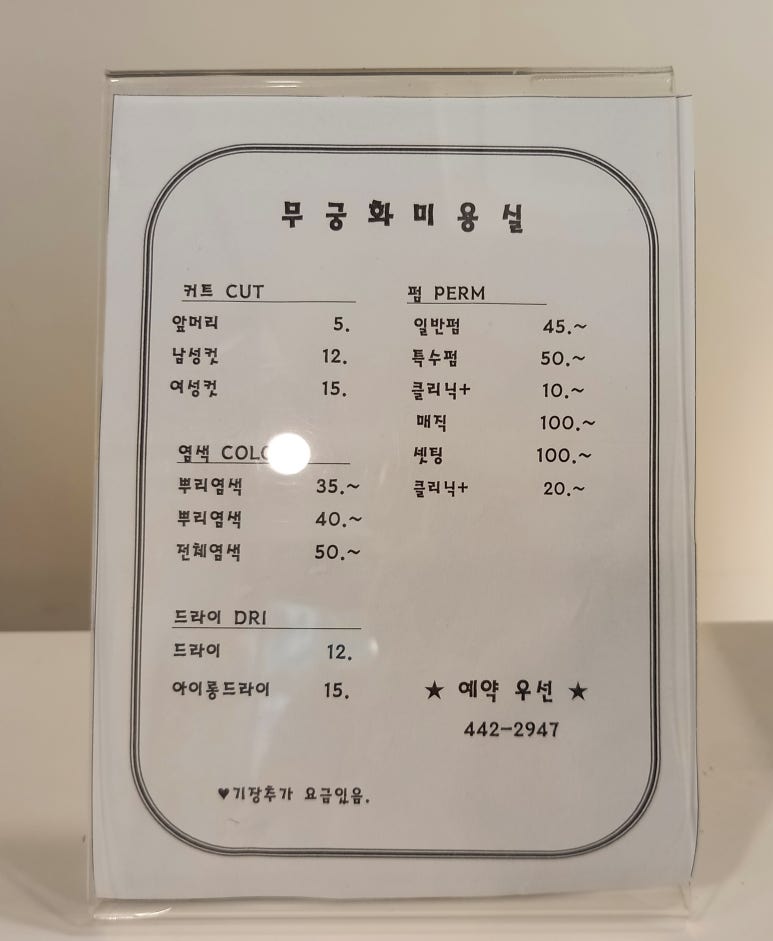 무궁화미용실
커트 CUT
앞머리 5.
남성컷 12.
여성컷 15.
염색
뿌리염색 35.~
뿌리염색 40.~
전체염색 50.~
드라이 DRI
드라이 12.
아이롱드라이 15.
♥기장추가 요금있음.
펌 PERM
일반펌 45.~
특수펌 50.~
클리닉+ 10.~
매직 100.~
셋팅 100.~
클리닉+ 20.~
★ 예약 우선 ★
442-2947